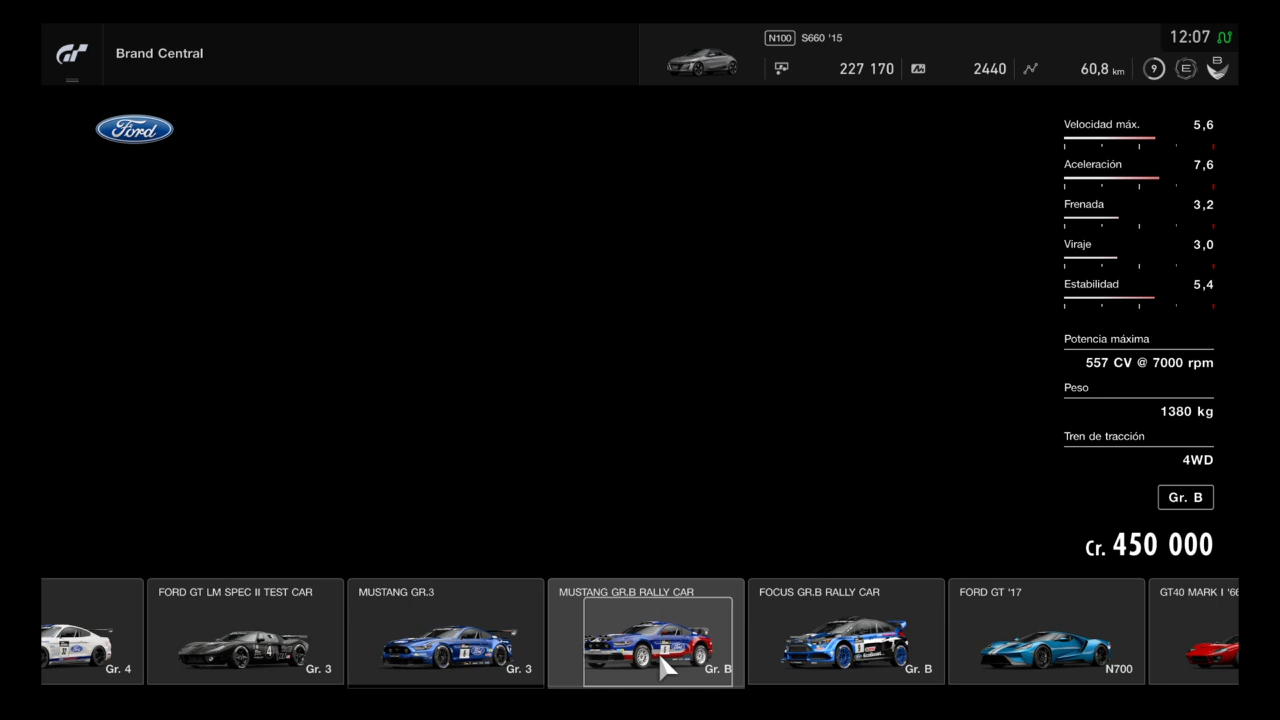 Brand Central
N100 S660 '15
12:07
227 170
2440
60,8 km
9
E
B
Ford
Velocidad máx. 5,6
Aceleración 7,6
Frenada 3,2
Viraje 3,0
Estabilidad 5,4
Potencia máxima
557 CV @ 7000 rpm
Peso
1380 kg
Tren de tracción
4WD
Gr. B
Cr. 450 000
Gr. 4
FORD GT LM SPEC II TEST CAR
Gr. 3
MUSTANG GR.3
Gr. 3
MUSTANG GR.B RALLY CAR
Gr. B
FOCUS GR.B RALLY CAR
Gr. B
FORD GT '17
N700
GT40 MARK I '66